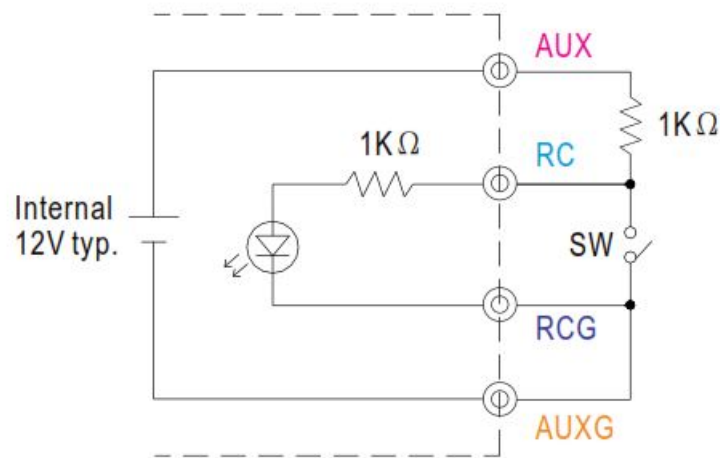 AUX
1KΩ
1KΩ
RC
Internal
12V typ.
SW
RCG
AUXG